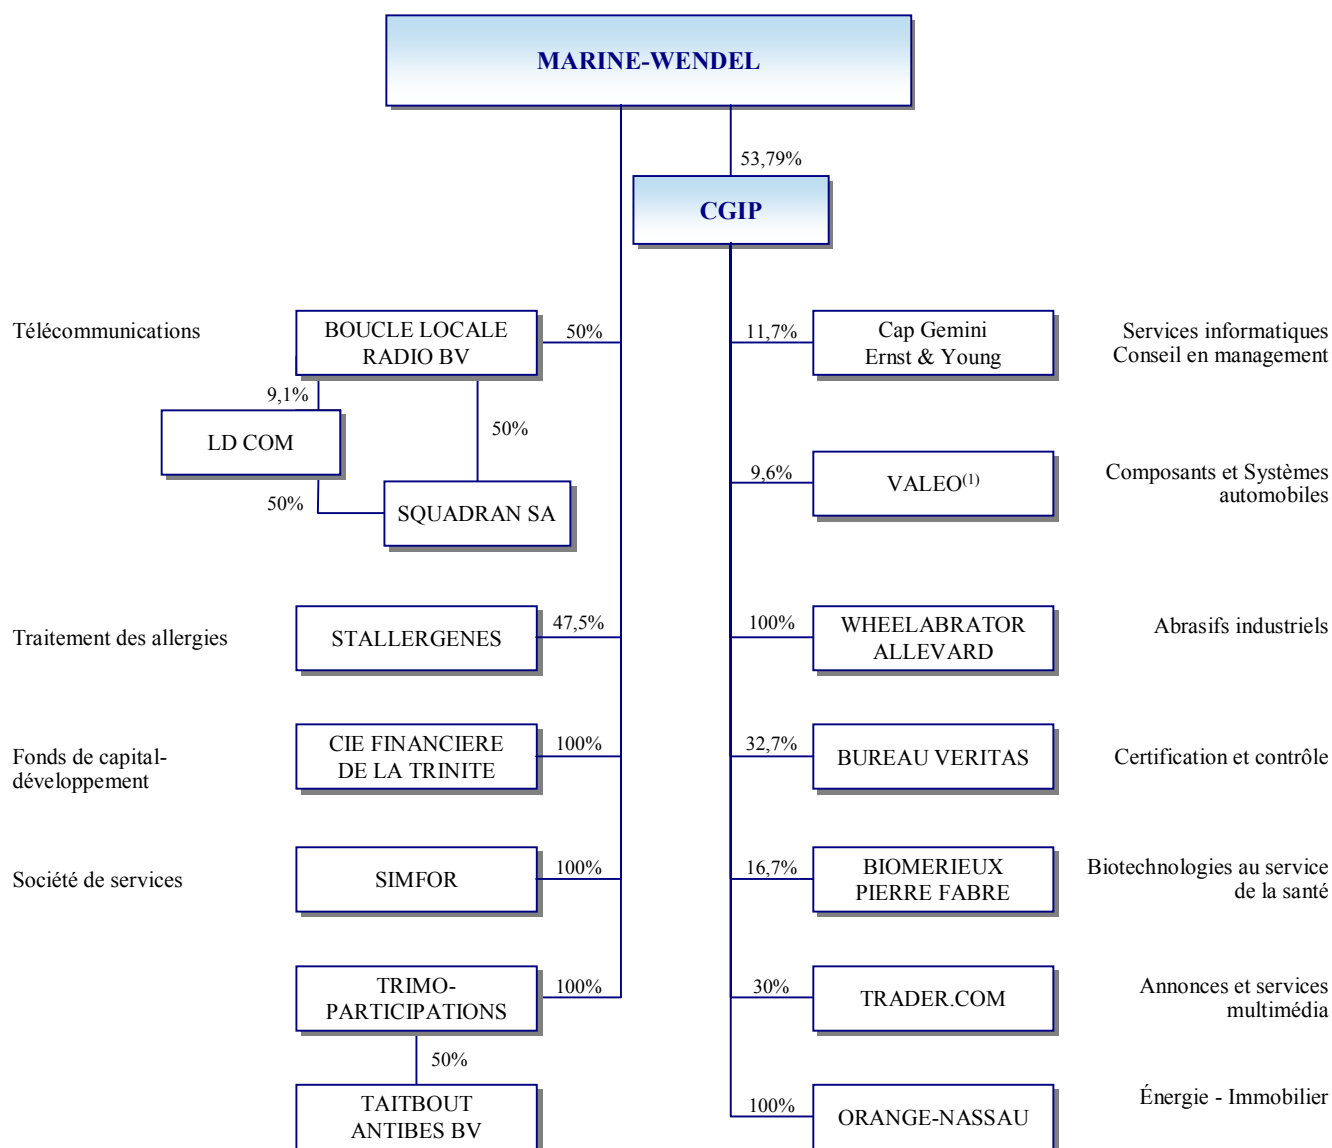 MARINE-WENDEL
53,79%
CGIP
Télécommunications
BOUCLE LOCALE
RADIO BV
50%
11,7%
Cap Gemini
Ernst & Young
Services informatiques
Conseil en management
9,1%
LD COM
50%
50%
SQUADRAN SA
9,6%
VALEO(1)
Composants et Systèmes
automobiles
Traitement des allergies
STALLERGENES
47,5%
100%
WHEELABRATOR
ALLEVARD
Abrasifs industriels
Fonds de capital-
développement
CIE FINANCIERE
DE LA TRINITE
100%
32,7%
BUREAU VERITAS
Certification et contrôle
Société de services
SIMFOR
100%
16,7%
BIOMERIEUX
PIERRE FABRE
Biotechnologies au service
de la santé
TRIMO-
PARTICIPATIONS
100%
30%
TRADER.COM
Annonces et services
multimédia
50%
TAITBOUT
ANTIBES BV
100%
ORANGE-NASSAU
Énergie - Immobilier